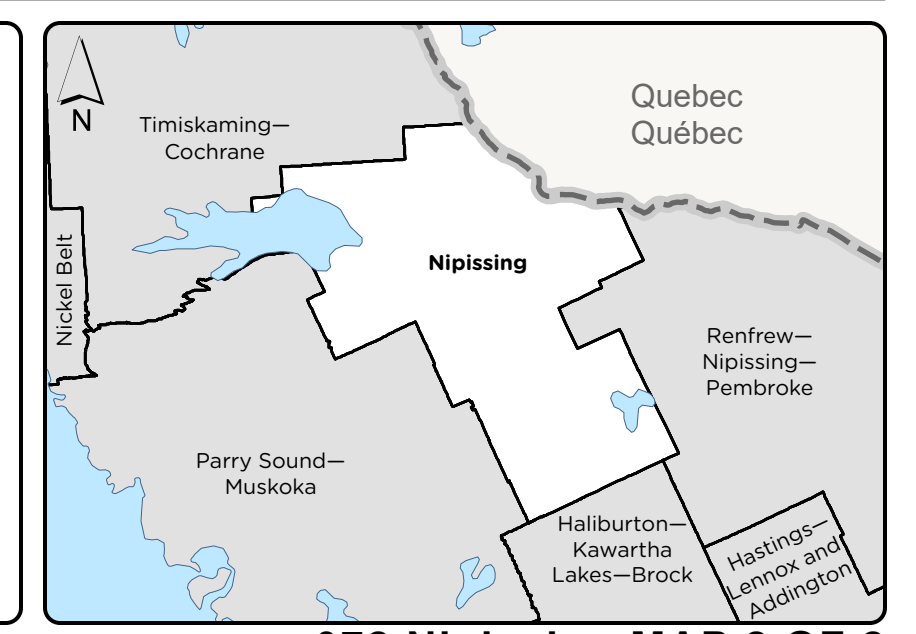 N
Quebec
Québec
Timiskaming—
Cochrane
Nickel Belt
Nipissing
Renfrew—
Nipissing—
Pembroke
Parry Sound—
Muskoka
Haliburton—
Kawartha
Lakes—Brock
Hastings—
Lennox and
Addington